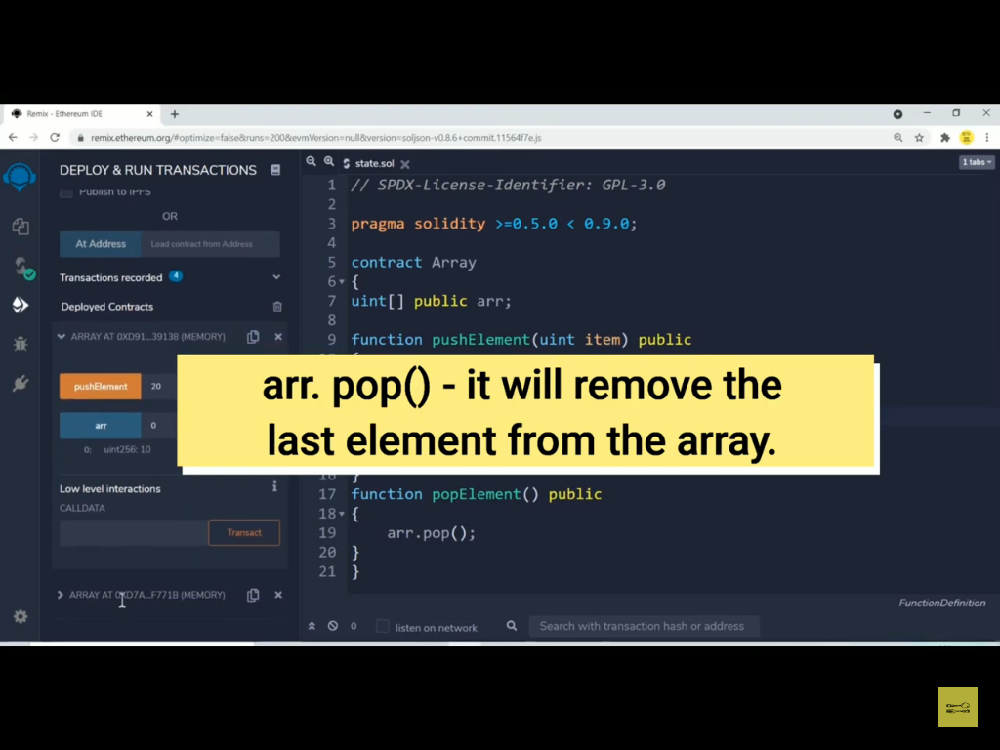 Remix - Ethereum IDE
remix.ethereum.org/#optimize=false&runs=200&evmVersion=null&version=soljson-v0.8.6+commit.11564f7e.js
DEPLOY & RUN TRANSACTIONS
Publish to IPFS
OR
At Address Load contract from Address
Transactions recorded 4
Deployed Contracts
ARRAY AT 0XD91...39138 (MEMORY)
pushElement 20
arr 0
0: uint256: 10
Low level interactions i
CALLDATA
Transact
ARRAY AT 0XD7A...F771B (MEMORY)
state.sol
1 tabs
1 // SPDX-License-Identifier: GPL-3.0
2
3 pragma solidity >=0.5.0 < 0.9.0;
4
5 contract Array
6 {
7 uint[] public arr;
8
9 function pushElement(uint item) public
arr. pop() - it will remove the
last element from the array.
16 }
17 function popElement() public
18 {
19 arr.pop();
20 }
21 }
FunctionDefinition
0 listen on network Search with transaction hash or address